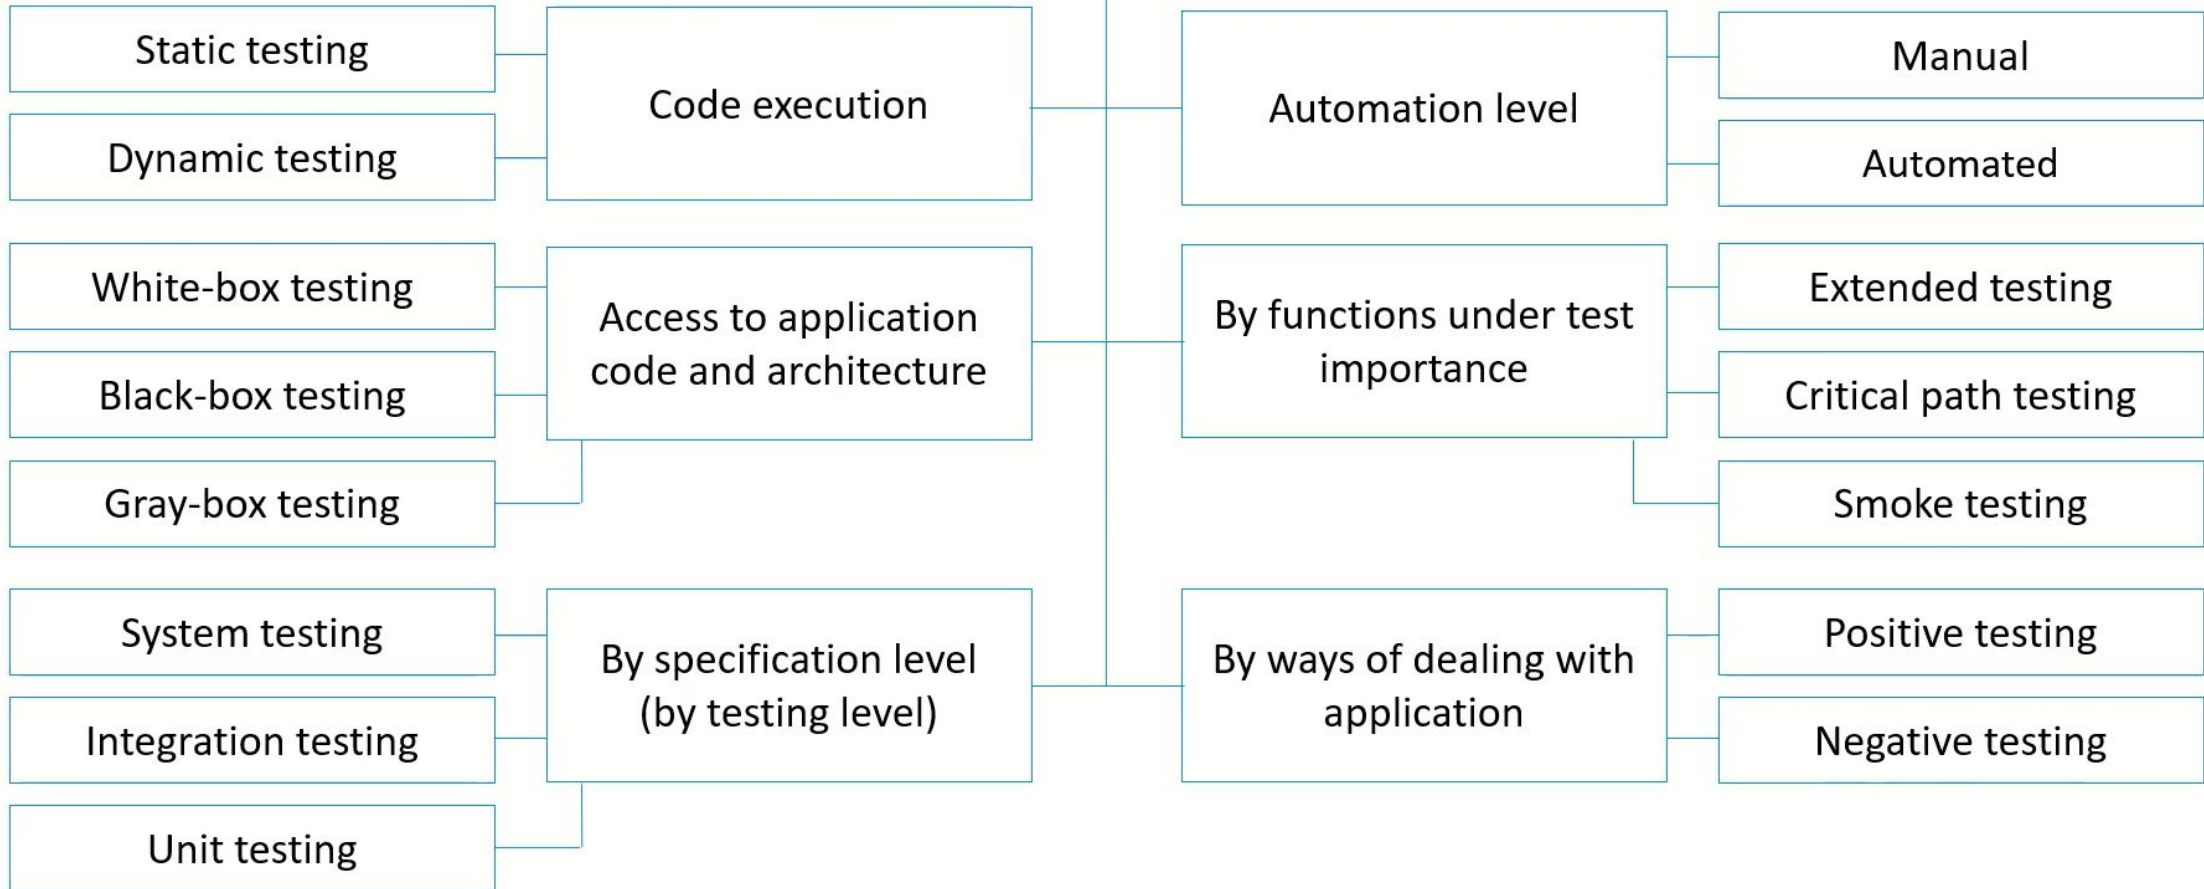 Static testing
Dynamic testing
Code execution
Automation level
Manual
Automated
White-box testing
Black-box testing
Gray-box testing
Access to application
code and architecture
By functions under test
importance
Extended testing
Critical path testing
Smoke testing
System testing
Integration testing
Unit testing
By specification level
(by testing level)
By ways of dealing with
application
Positive testing
Negative testing